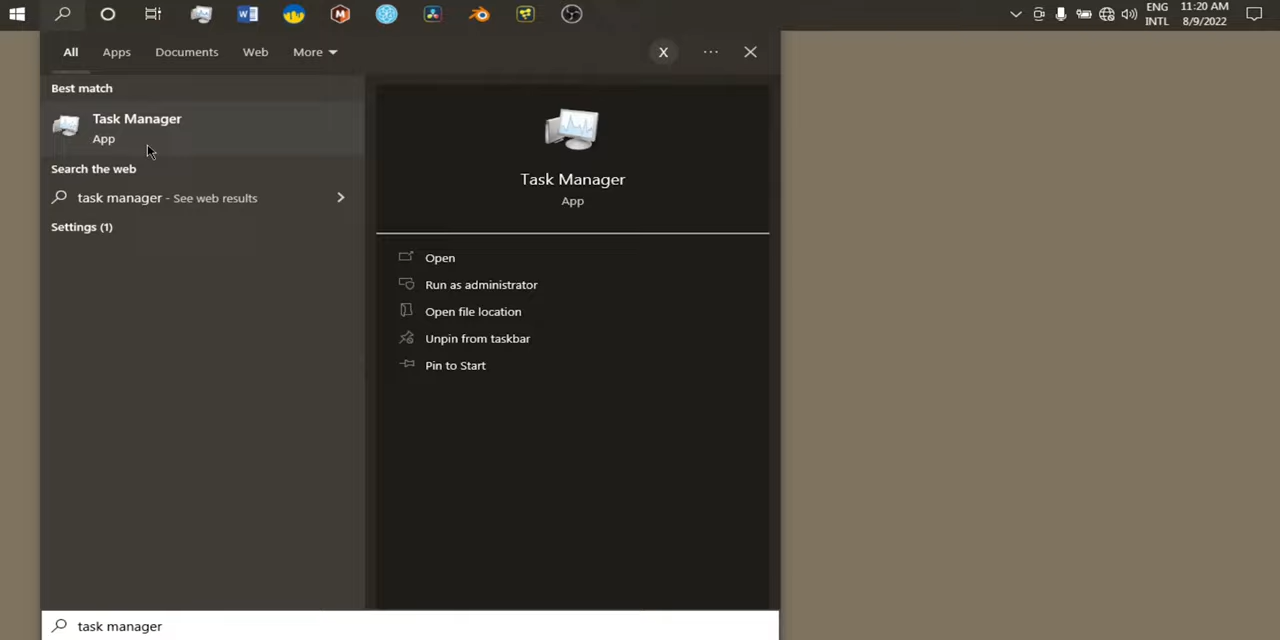 ENG
INTL
11:20 AM
8/9/2022
All
Apps
Documents
Web
More
X
Best match
Task Manager
App
Search the web
task manager - See web results
Settings (1)
Task Manager
App
Open
Run as administrator
Open file location
Unpin from taskbar
Pin to Start
task manager